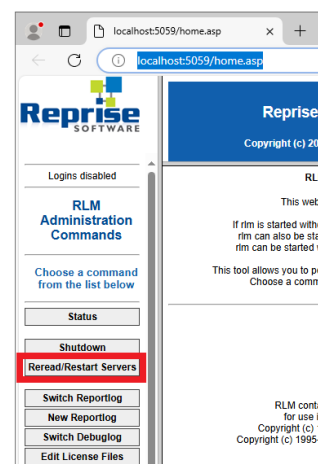 localhost:5059/home.asp
localhost:5059/home.asp
Reprise
SOFTWARE
Logins disabled
RLM
Administration
Commands
Choose a command
from the list below
Status
Shutdown
Reread/Restart Servers
Switch Reportlog
New Reportlog
Switch Debuglog
Edit License Files
Reprise
Copyright (c) 20
RL
This web
If rlm is started with
rlm can also be sta
rlm can be started
This tool allows you to p
Choose a comm
RLM cont
for use i
Copyright (c)
Copyright (c) 1995-